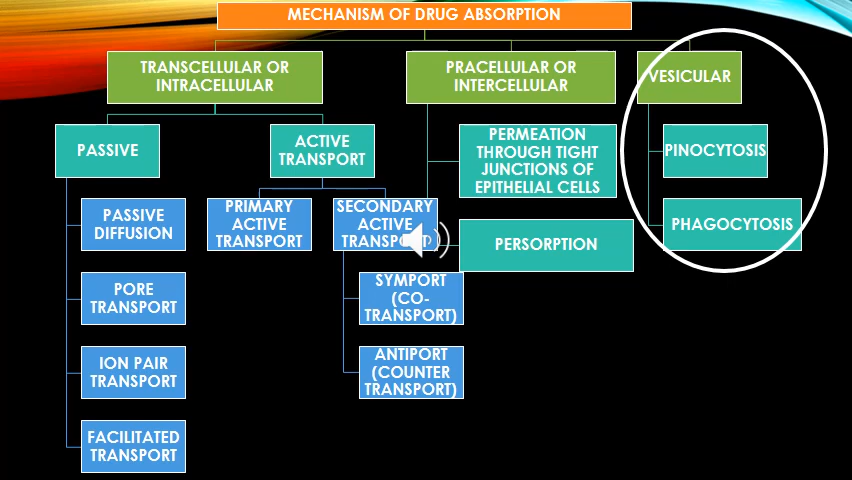 MECHANISM OF DRUG ABSORPTION
TRANSCELLULAR OR
INTRACELLULAR
PRACELLULAR OR
INTERCELLULAR
VESICULAR
PASSIVE
ACTIVE
TRANSPORT
PERMEATION
THROUGH TIGHT
JUNCTIONS OF
EPITHELIAL CELLS
PINOCYTOSIS
PASSIVE
DIFFUSION
PRIMARY
ACTIVE
TRANSPORT
SECONDARY
ACTIVE
TRANSPORT
PERSORPTION
PHAGOCYTOSIS
PORE
TRANSPORT
SYMPORT
(CO-
TRANSPORT)
ION PAIR
TRANSPORT
ANTIPORT
(COUNTER
TRANSPORT)
FACILITATED
TRANSPORT